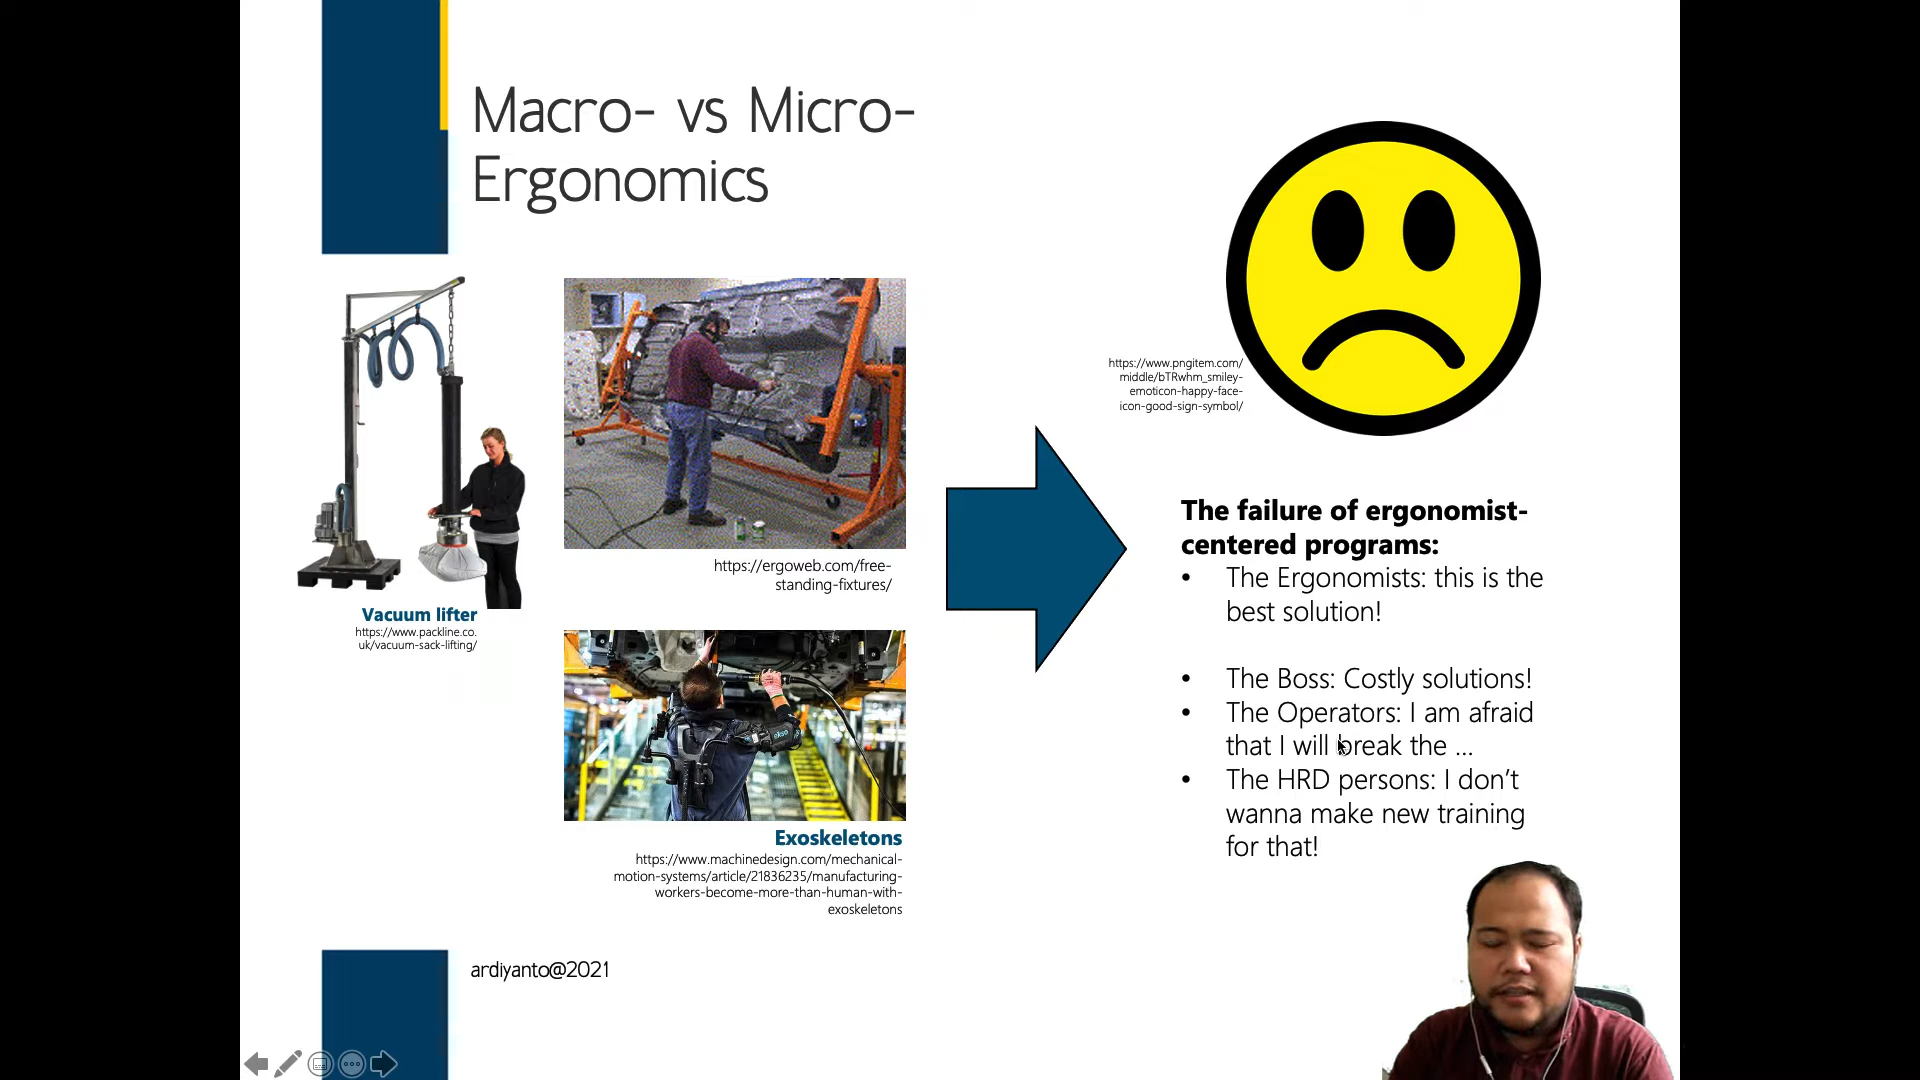 Macro- vs Micro-
Ergonomics
https://www.pngitem.com/
middle/bTRwhm_smiley-
emoticon-happy-face-
icon-good-sign-symbol/
https://ergoweb.com/free-
standing-fixtures/
Vacuum lifter
https://www.packline.co.
uk/vacuum-sack-lifting/
Exoskeletons
https://www.machinedesign.com/mechanical-
motion-systems/article/21836235/manufacturing-
workers-become-more-than-human-with-
exoskeletons
The failure of ergonomist-
centered programs:
• The Ergonomists: this is the
best solution!
• The Boss: Costly solutions!
• The Operators: I am afraid
that I will break the ...
• The HRD persons: I don’t
wanna make new training
for that!
ardiyanto@2021